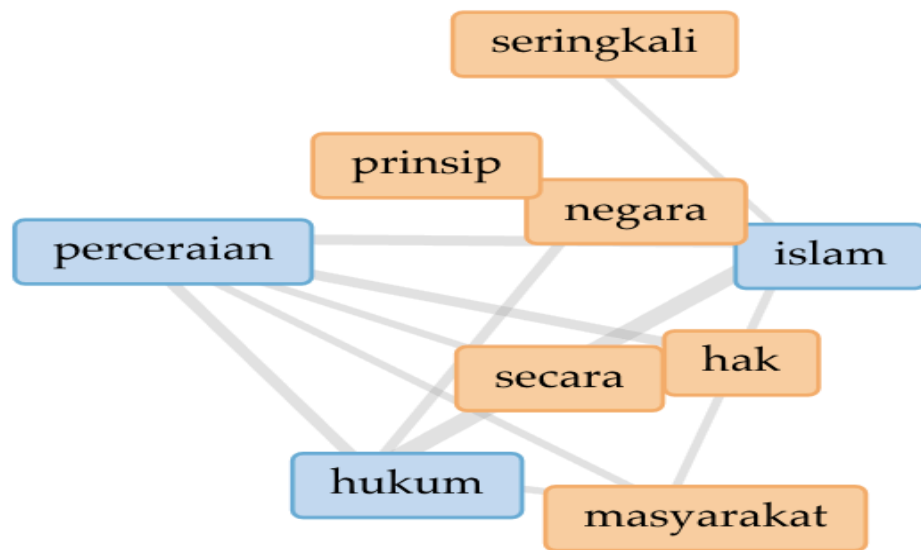 seringkali
prinsip
negara
perceraian
islam
hak
secara
hukum
masyarakat